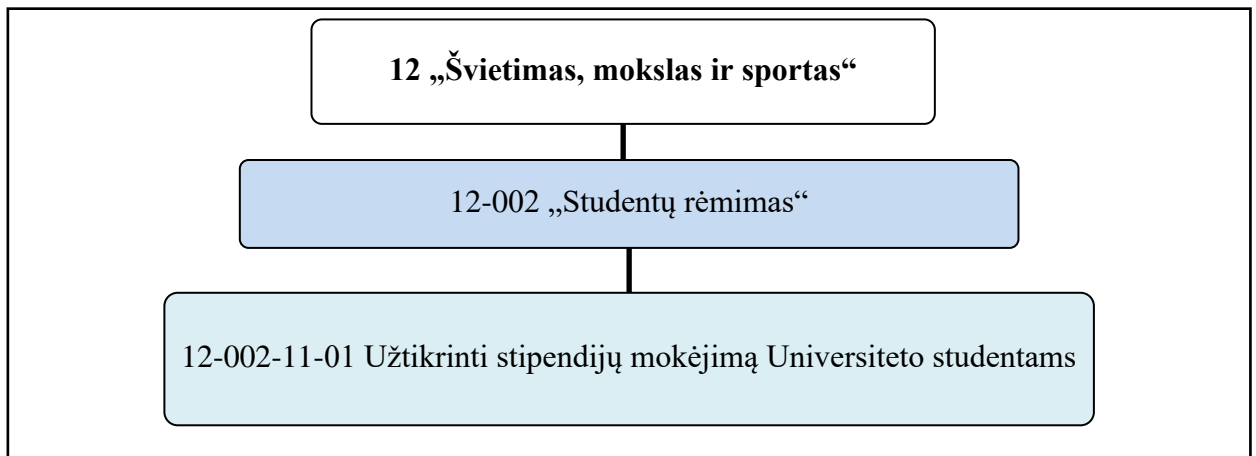 12 „Švietimas, mokslas ir sportas“
12-002 „Studentų rėmimas“
12-002-11-01 Užtikrinti stipendijų mokėjimą Universiteto studentams